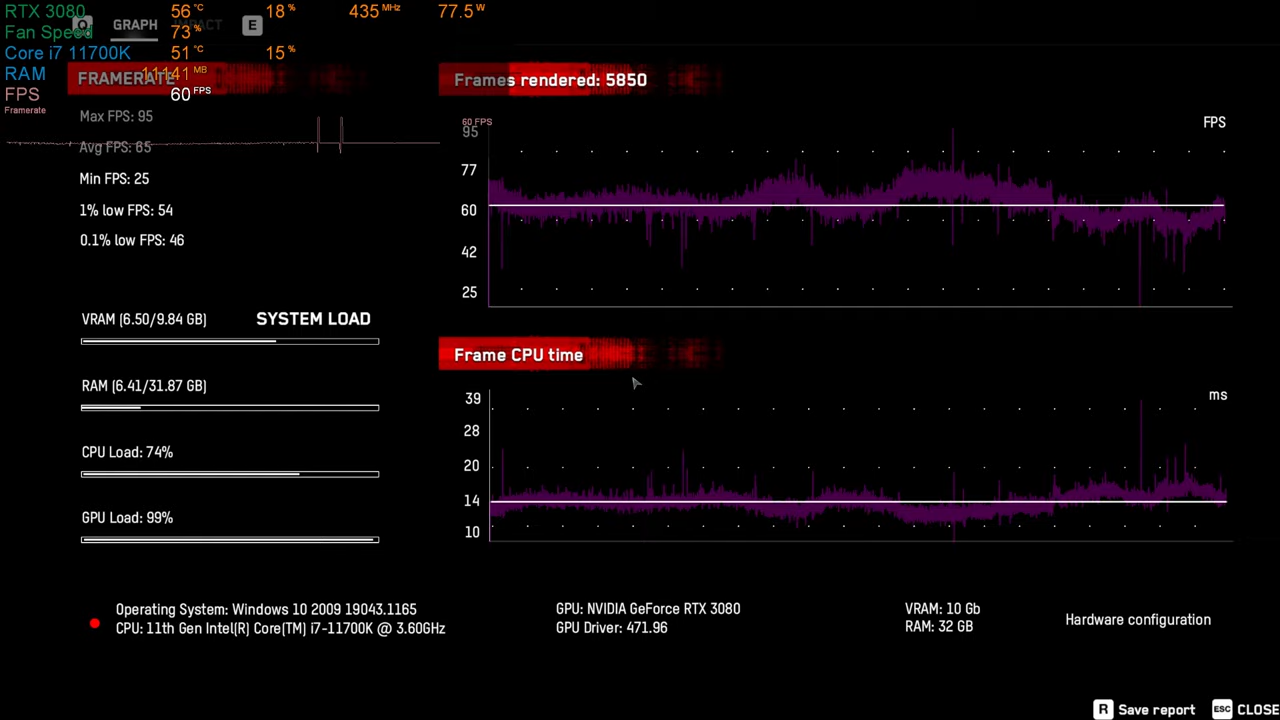 RTX 3080 56 °C 18 % 435 MHz 77.5 W
Q GRAPH IMPACT E
Fan Speed 73 %
Core i7 11700K 51 °C 15 %
RAM 11141 MB
FPS 60 FPS
Framerate
FRAMERATE
Max FPS: 95
Avg FPS: 65
Min FPS: 25
1% low FPS: 54
0.1% low FPS: 46
VRAM (6.50/9.84 GB) SYSTEM LOAD
RAM (6.41/31.87 GB)
CPU Load: 74%
GPU Load: 99%
Frames rendered: 5850
60 FPS
FPS
95
77
60
42
25
Frame CPU time
ms
39
28
20
14
10
Operating System: Windows 10 2009 19043.1165
CPU: 11th Gen Intel(R) Core(TM) i7-11700K @ 3.60GHz
GPU: NVIDIA GeForce RTX 3080
GPU Driver: 471.96
VRAM: 10 Gb
RAM: 32 GB
Hardware configuration
R Save report ESC CLOSE